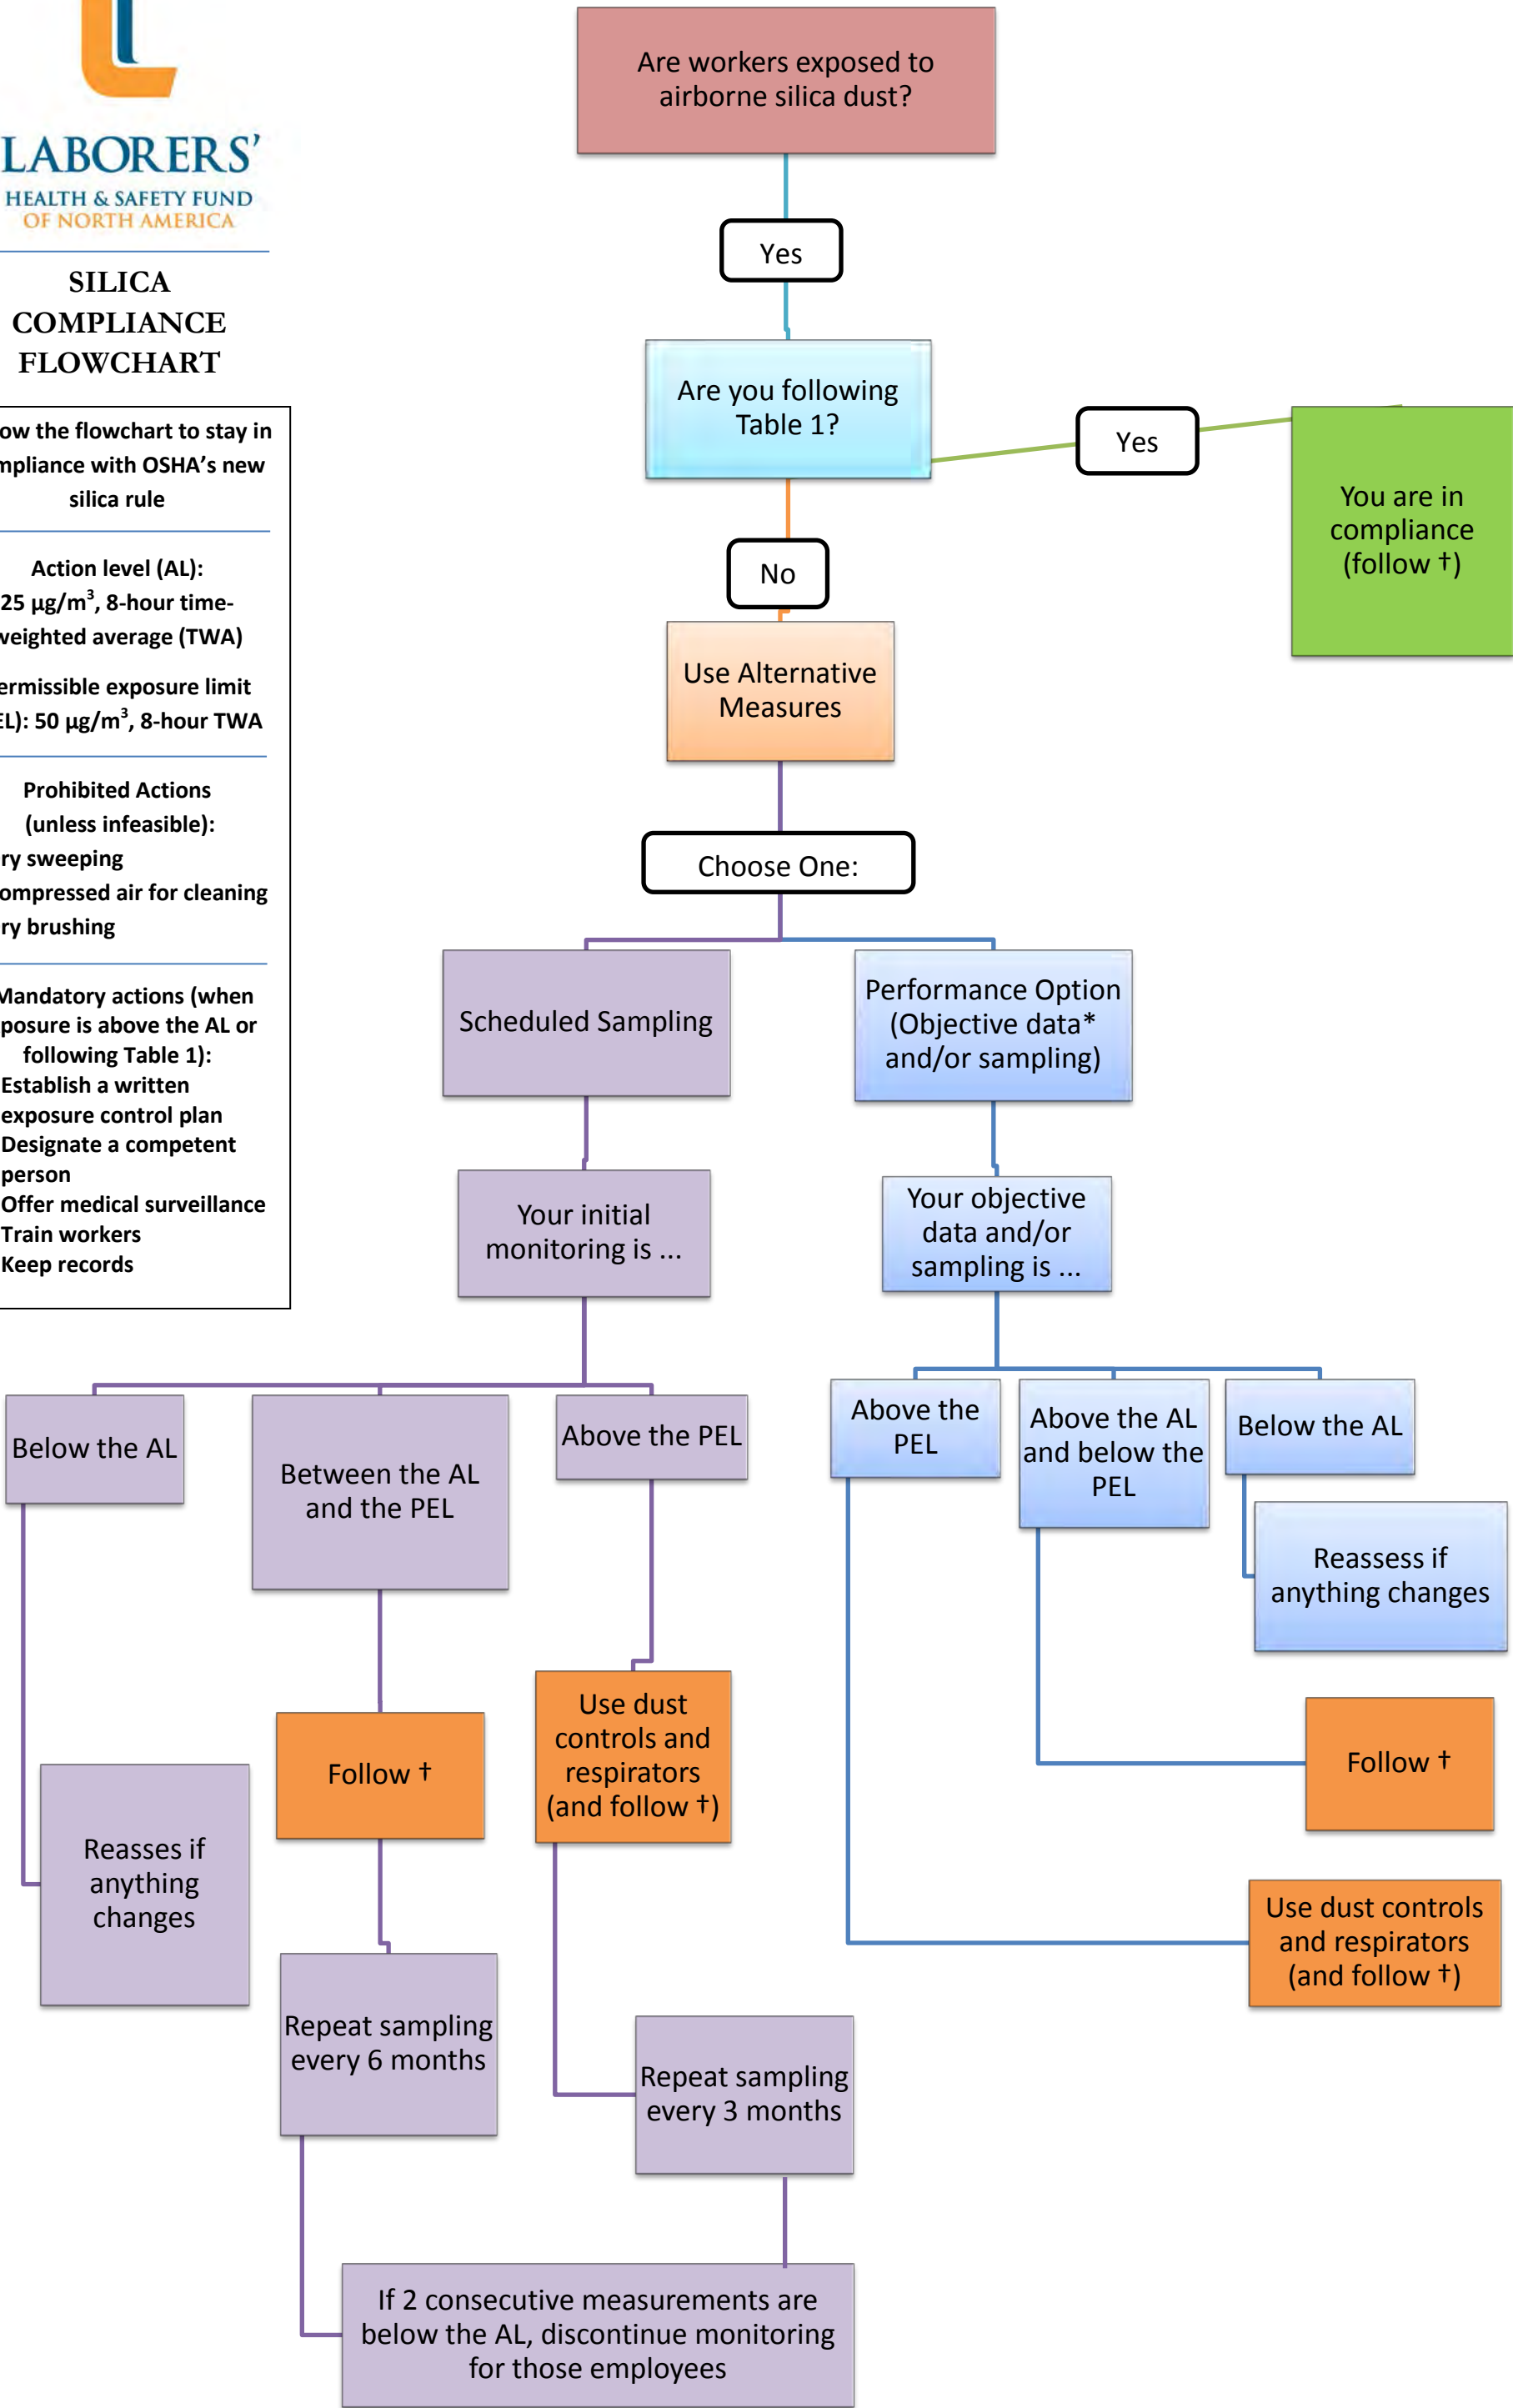 LABORERS'
HEALTH & SAFETY FUND
OF NORTH AMERICA
SILICA
COMPLIANCE
FLOWCHART
the flowchart to stay in
with OSHA's new
silica rule
Action level (AL):
25 µg/m³, 8-hour time-
average (TWA)
exposure limit
50 µg/m³, 8-hour TWA
Prohibited Actions
(unless infeasible):
sweeping
air for cleaning
brushing
actions (when
is above the AL or
following Table 1):
Establish a written
exposure control plan
Designate a competent
person
Offer medical surveillance
Train workers
Keep records
Are workers exposed to
airborne silica dust?
Yes
Are you following
Table 1?
Yes
You are in
compliance
(follow †)
No
Use Alternative
Measures
Choose One:
Scheduled Sampling
Performance Option
(Objective data*
and/or sampling)
Your initial
monitoring is ...
Your objective
data and/or
sampling is ...
Below the AL
Between the AL
and the PEL
Above the PEL
Above the
PEL
Above the AL
and below the
PEL
Below the AL
Reassess if
anything changes
Use dust
controls and
respirators
(and follow †)
Follow †
Follow †
Reasses if
anything
changes
Use dust controls
and respirators
(and follow †)
Repeat sampling
every 6 months
Repeat sampling
every 3 months
If 2 consecutive measurements are
below the AL, discontinue monitoring
for those employees